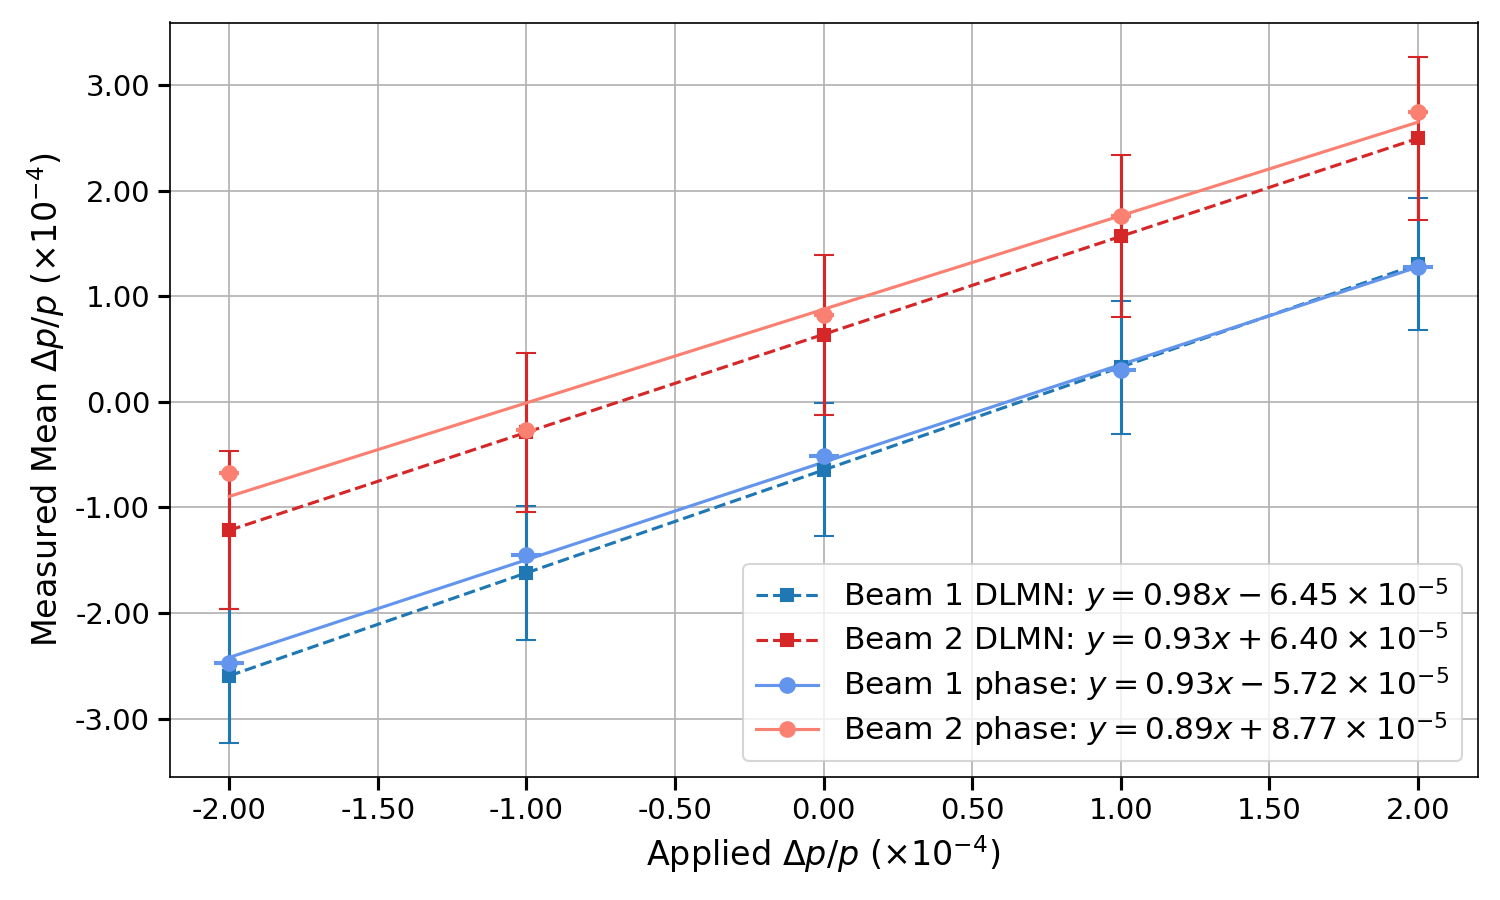 Measured Mean Δp/p (×10⁻⁴)
3.00
2.00
1.00
0.00
-1.00
-2.00
-3.00
Beam 1 DLMN: y = 0.98x − 6.45 × 10⁻⁵
Beam 2 DLMN: y = 0.93x + 6.40 × 10⁻⁵
Beam 1 phase: y = 0.93x − 5.72 × 10⁻⁵
Beam 2 phase: y = 0.89x + 8.77 × 10⁻⁵
-2.00 -1.50 -1.00 -0.50 0.00 0.50 1.00 1.50 2.00
Applied Δp/p (×10⁻⁴)